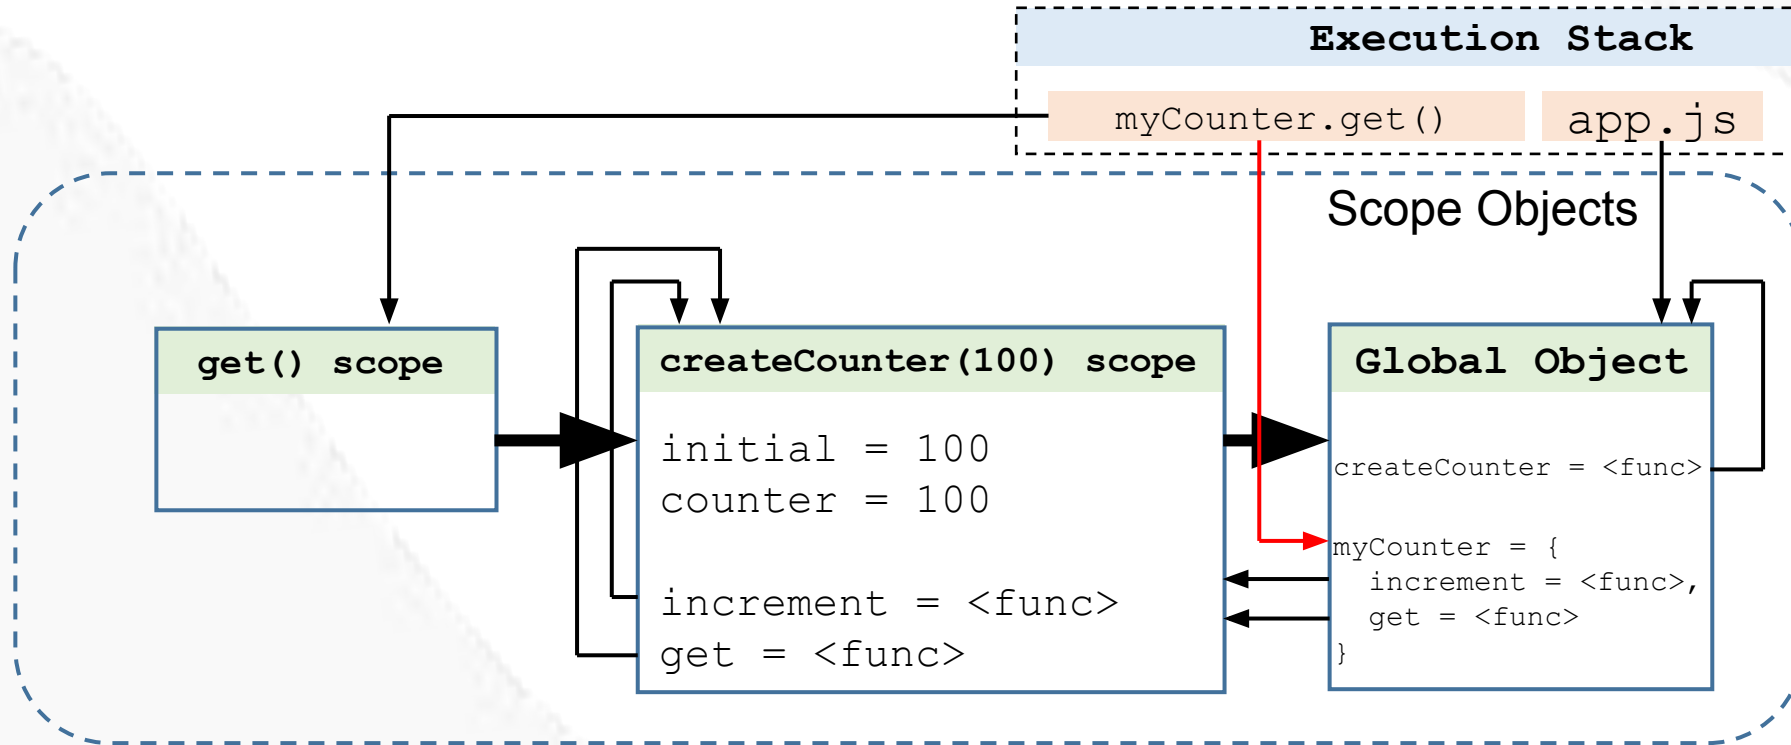 Execution Stack
myCounter.get()
app.js
Scope Objects
get() scope
createCounter(100) scope
initial = 100
counter = 100
increment = <func>
get = <func>
Global Object
createCounter = <func>
myCounter = {
increment = <func>,
get = <func>
}